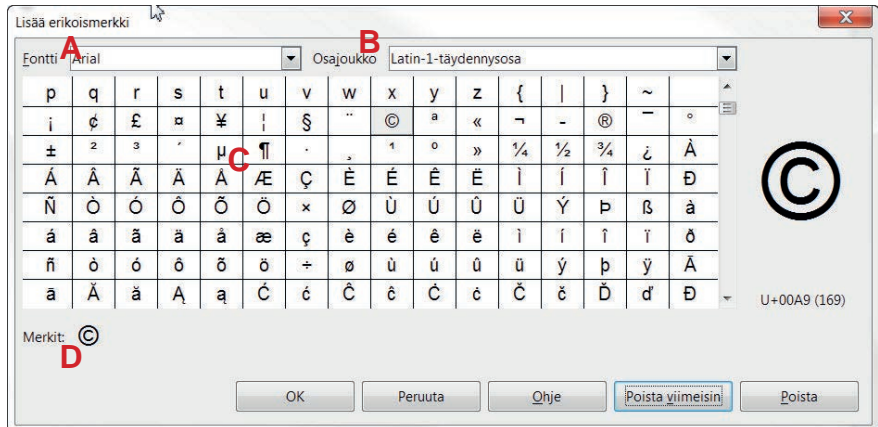 Lisää erikoismerkki
A B
Fontti Arial Osajoukko Latin-1-täydennysosa
p q r s t u v w x y z { | } ~
¡ ¢ £ ¤ ¥ ¦ § ¨ © ª « ¬ - ® ¯ °
± ² ³ ´ µ C ¶ · ¸ ¹ º » ¼ ½ ¾ ¿ À
Á Â Ã Ä Å Æ Ç È É Ê Ë Ì Í Î Ï Ð
Ñ Ò Ó Ô Õ Ö × Ø Ù Ú Û Ü Ý Þ ß à
á â ã ä å æ ç è é ê ë ì í î ï ð
ñ ò ó ô õ ö ÷ ø ù ú û ü ý þ ÿ Ā
ā Ă ă Ą ą Ć ć Ĉ ĉ Ċ ċ Č č Ď ď Đ
©
U+00A9 (169)
Merkit: ©
D
OK Peruuta Ohje Poista viimeisin Poista